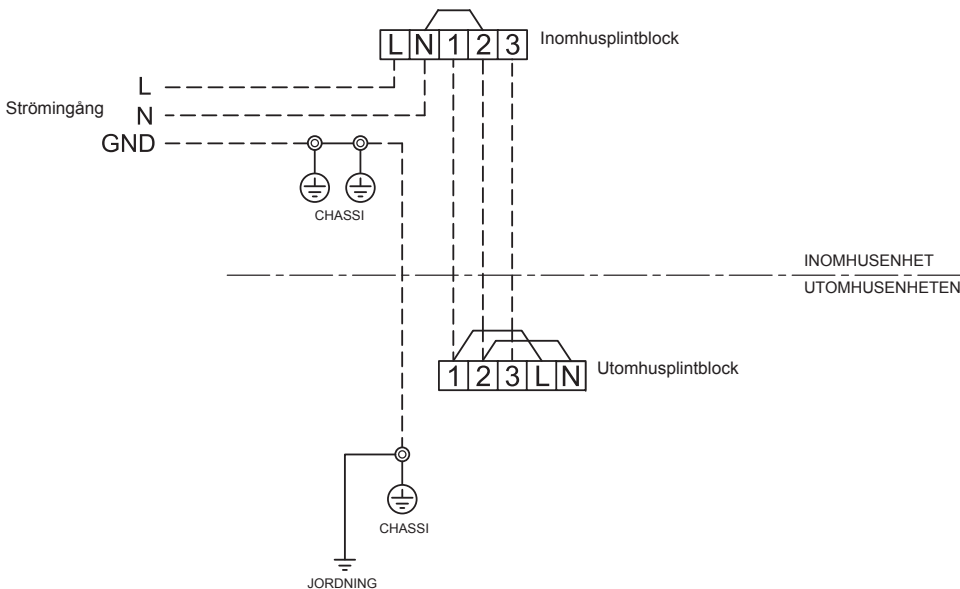 L N 1 2 3
Inomhusplintblock
L
Strömingång
N
GND
CHASSI
INOMHUSENHET
UTOMHUSENHETEN
1 2 3 L N
Utomhusplintblock
CHASSI
JORDNING